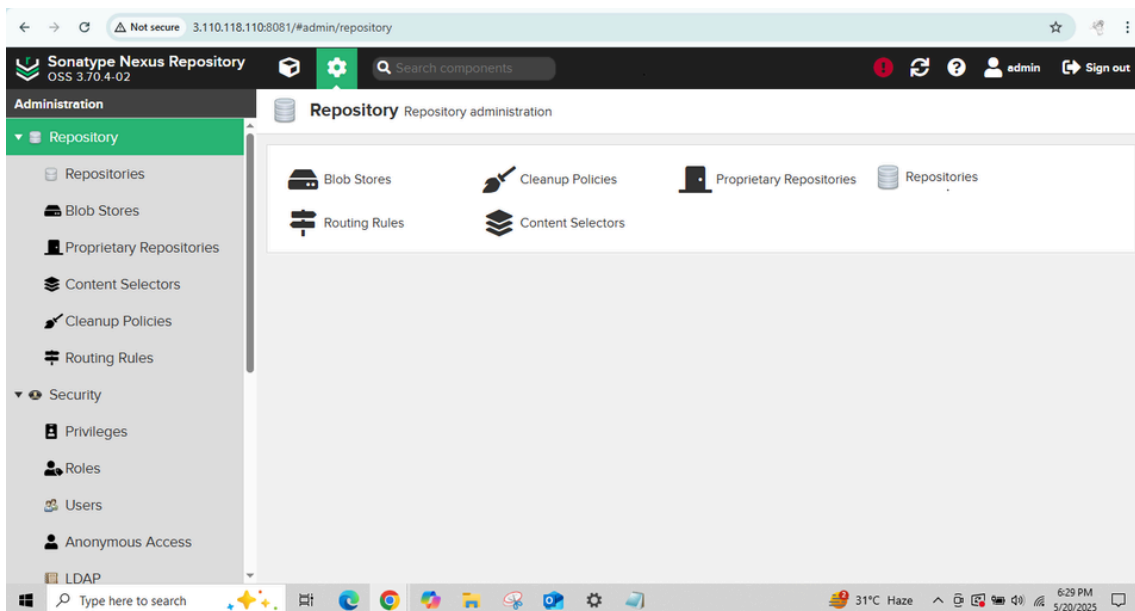 Not secure 3.110.118.110:8081/#admin/repository
Sonatype Nexus Repository
OSS 3.70.4-02
Search components
admin
Sign out
Administration
Repository Repository administration
Repository
Repositories
Blob Stores
Proprietary Repositories
Content Selectors
Cleanup Policies
Routing Rules
Security
Privileges
Roles
Users
Anonymous Access
LDAP
Blob Stores Cleanup Policies Proprietary Repositories Repositories
Routing Rules Content Selectors
Type here to search
31°C Haze
6:29 PM
5/20/2025